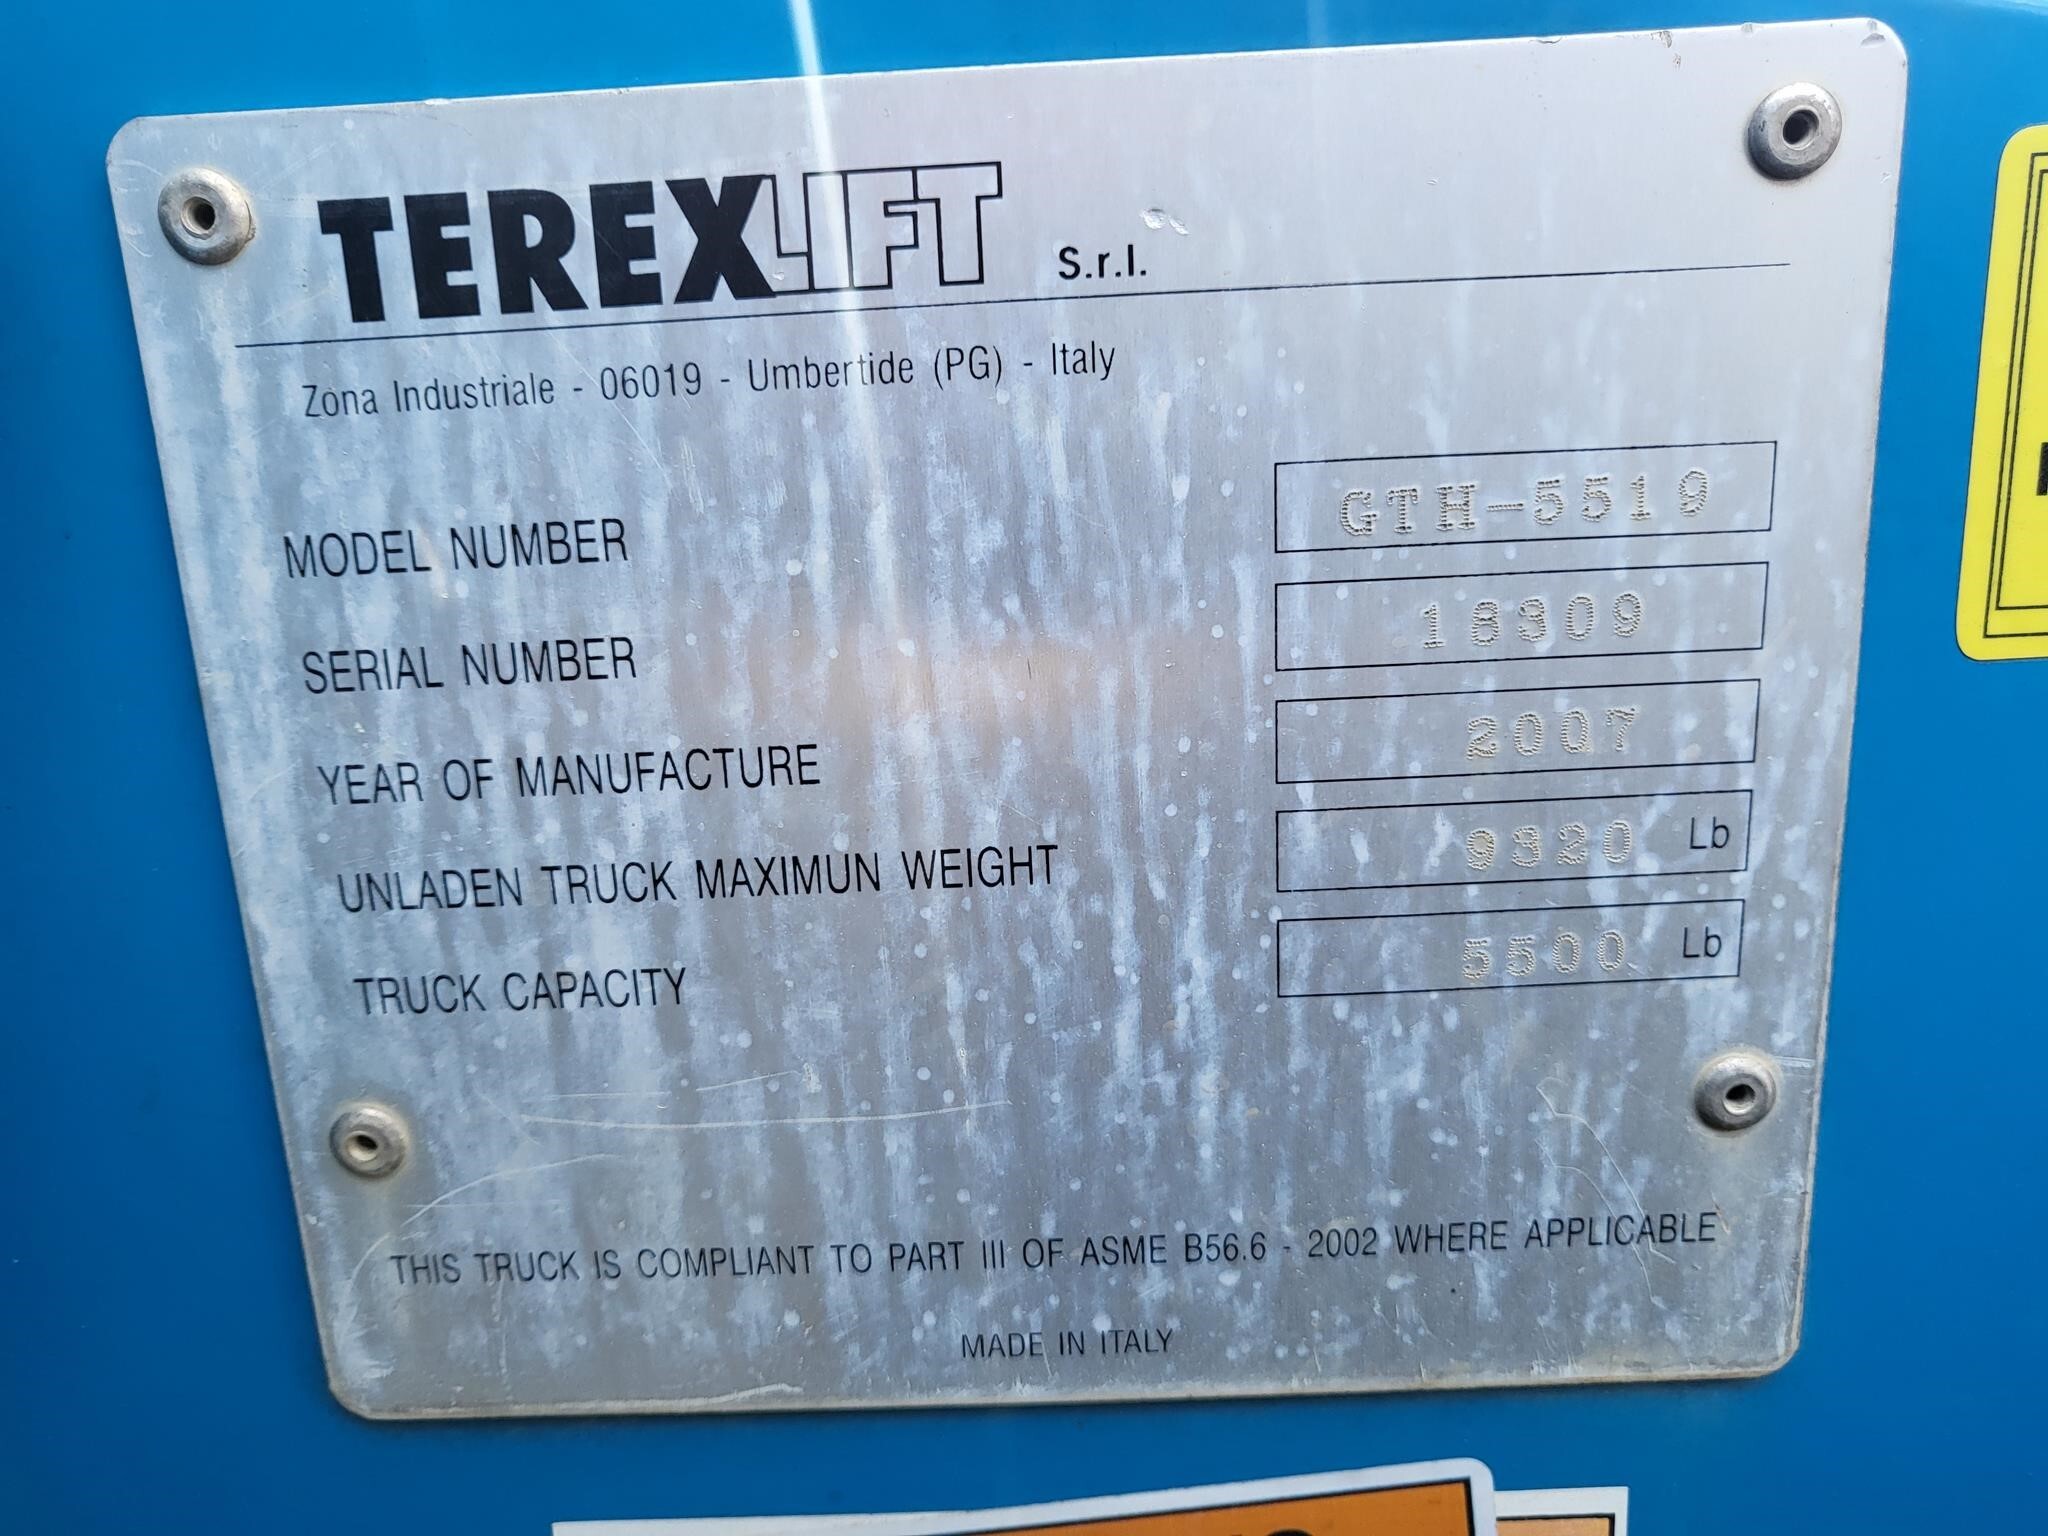 TEREXLIFT S.r.l.
Zona Industriale - 06019 - Umbertide (PG) - Italy
MODEL NUMBER GTH-5519
SERIAL NUMBER 18309
YEAR OF MANUFACTURE 2007
UNLADEN TRUCK MAXIMUN WEIGHT 9320 Lb
TRUCK CAPACITY 5500 Lb
THIS TRUCK IS COMPLIANT TO PART III OF ASME B56.6 - 2002 WHERE APPLICABLE
MADE IN ITALY